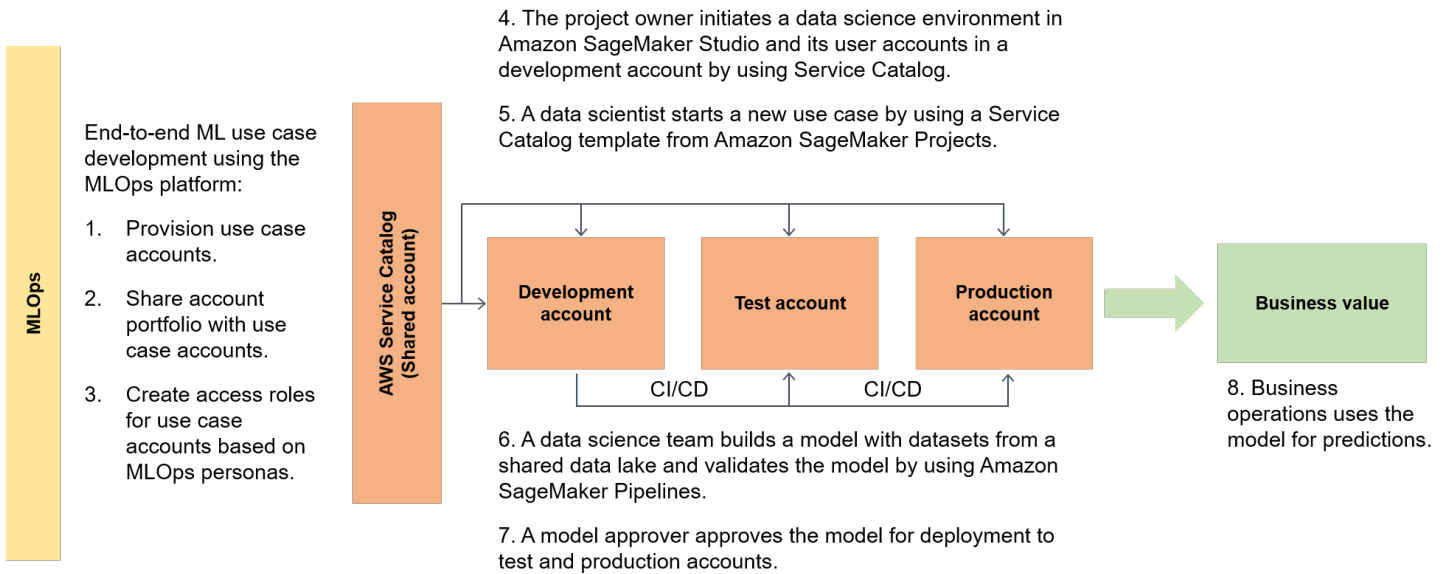 MLOps
End-to-end ML use case
development using the
MLOps platform:
1. Provision use case
accounts.
2. Share account
portfolio with use
case accounts.
3. Create access roles
for use case
accounts based on
MLOps personas.
AWS Service Catalog
(Shared account)
4. The project owner initiates a data science environment in
Amazon SageMaker Studio and its user accounts in a
development account by using Service Catalog.
5. A data scientist starts a new use case by using a Service
Catalog template from Amazon SageMaker Projects.
Development
account
Test account
Production
account
CI/CD
CI/CD
6. A data science team builds a model with datasets from a
shared data lake and validates the model by using Amazon
SageMaker Pipelines.
7. A model approver approves the model for deployment to
test and production accounts.
Business value
8. Business
operations uses the
model for predictions.